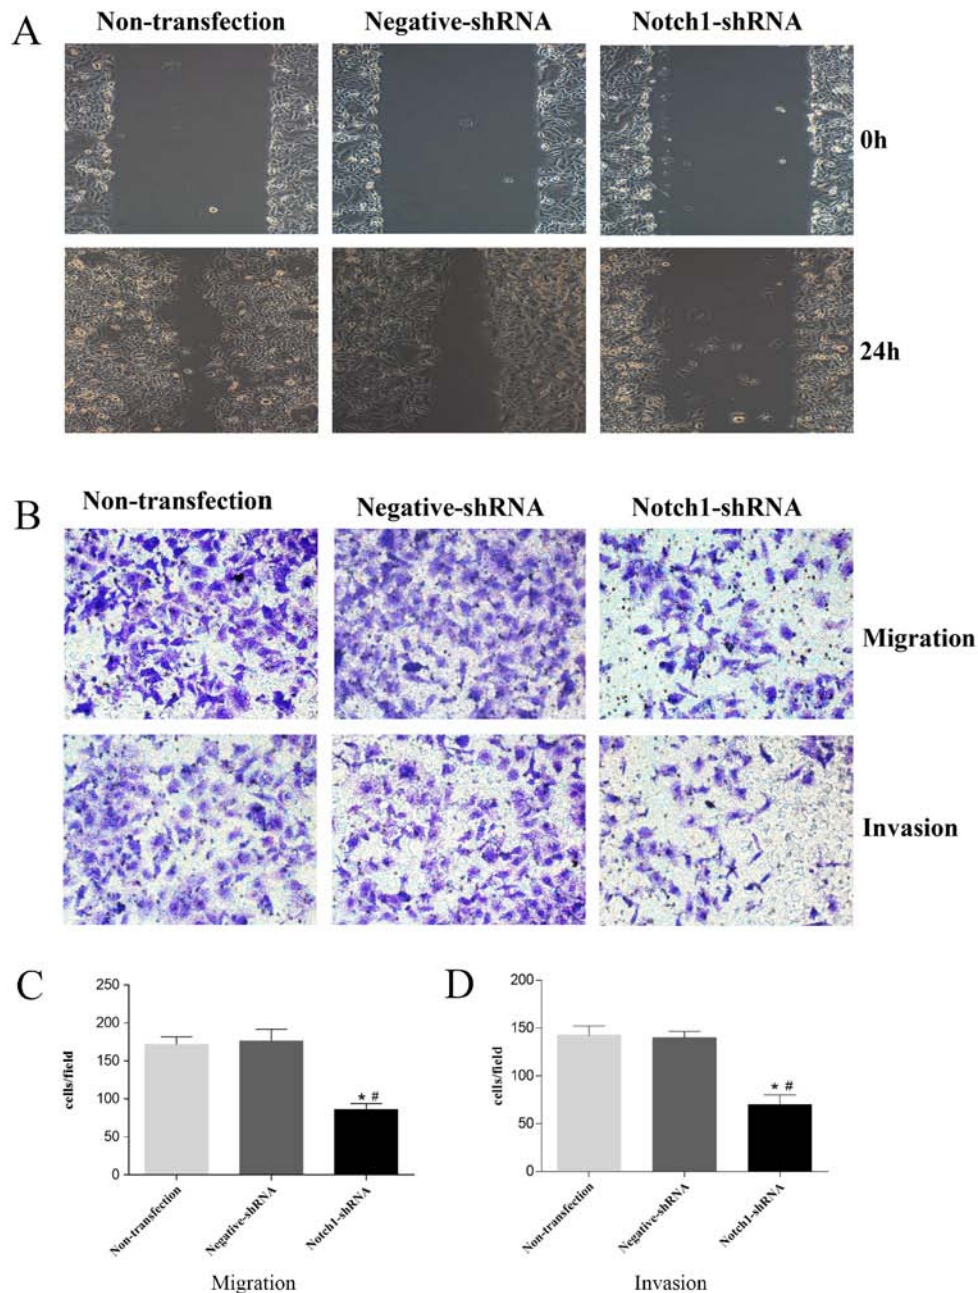 A
Non-transfection Negative-shRNA Notch1-shRNA
0h
24h
B
Non-transfection Negative-shRNA Notch1-shRNA
Migration
Invasion
C
cells/field
250
200
150
100
50
0
* #
Non-transfection
Negative-shRNA
Notch1-shRNA
Migration
D
cells/field
200
150
100
50
0
* #
Non-transfection
Negative-shRNA
Notch1-shRNA
Invasion